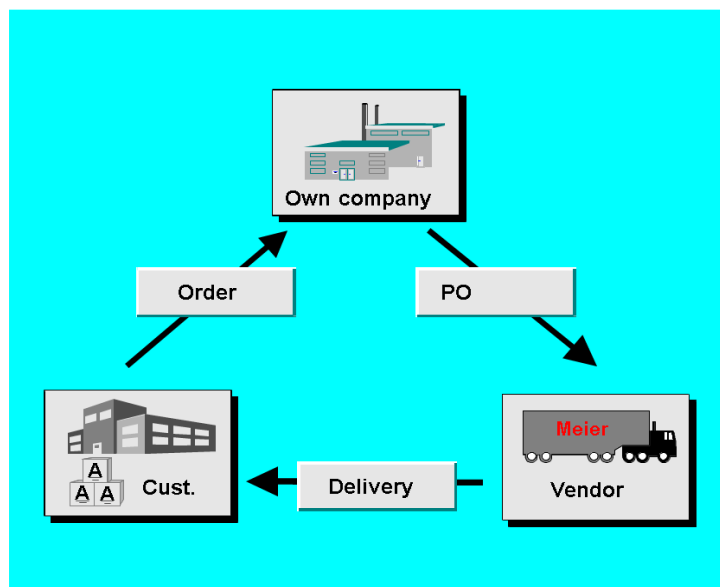 Own company
Order
PO
Meier
A
A A
Cust.
Delivery
Vendor